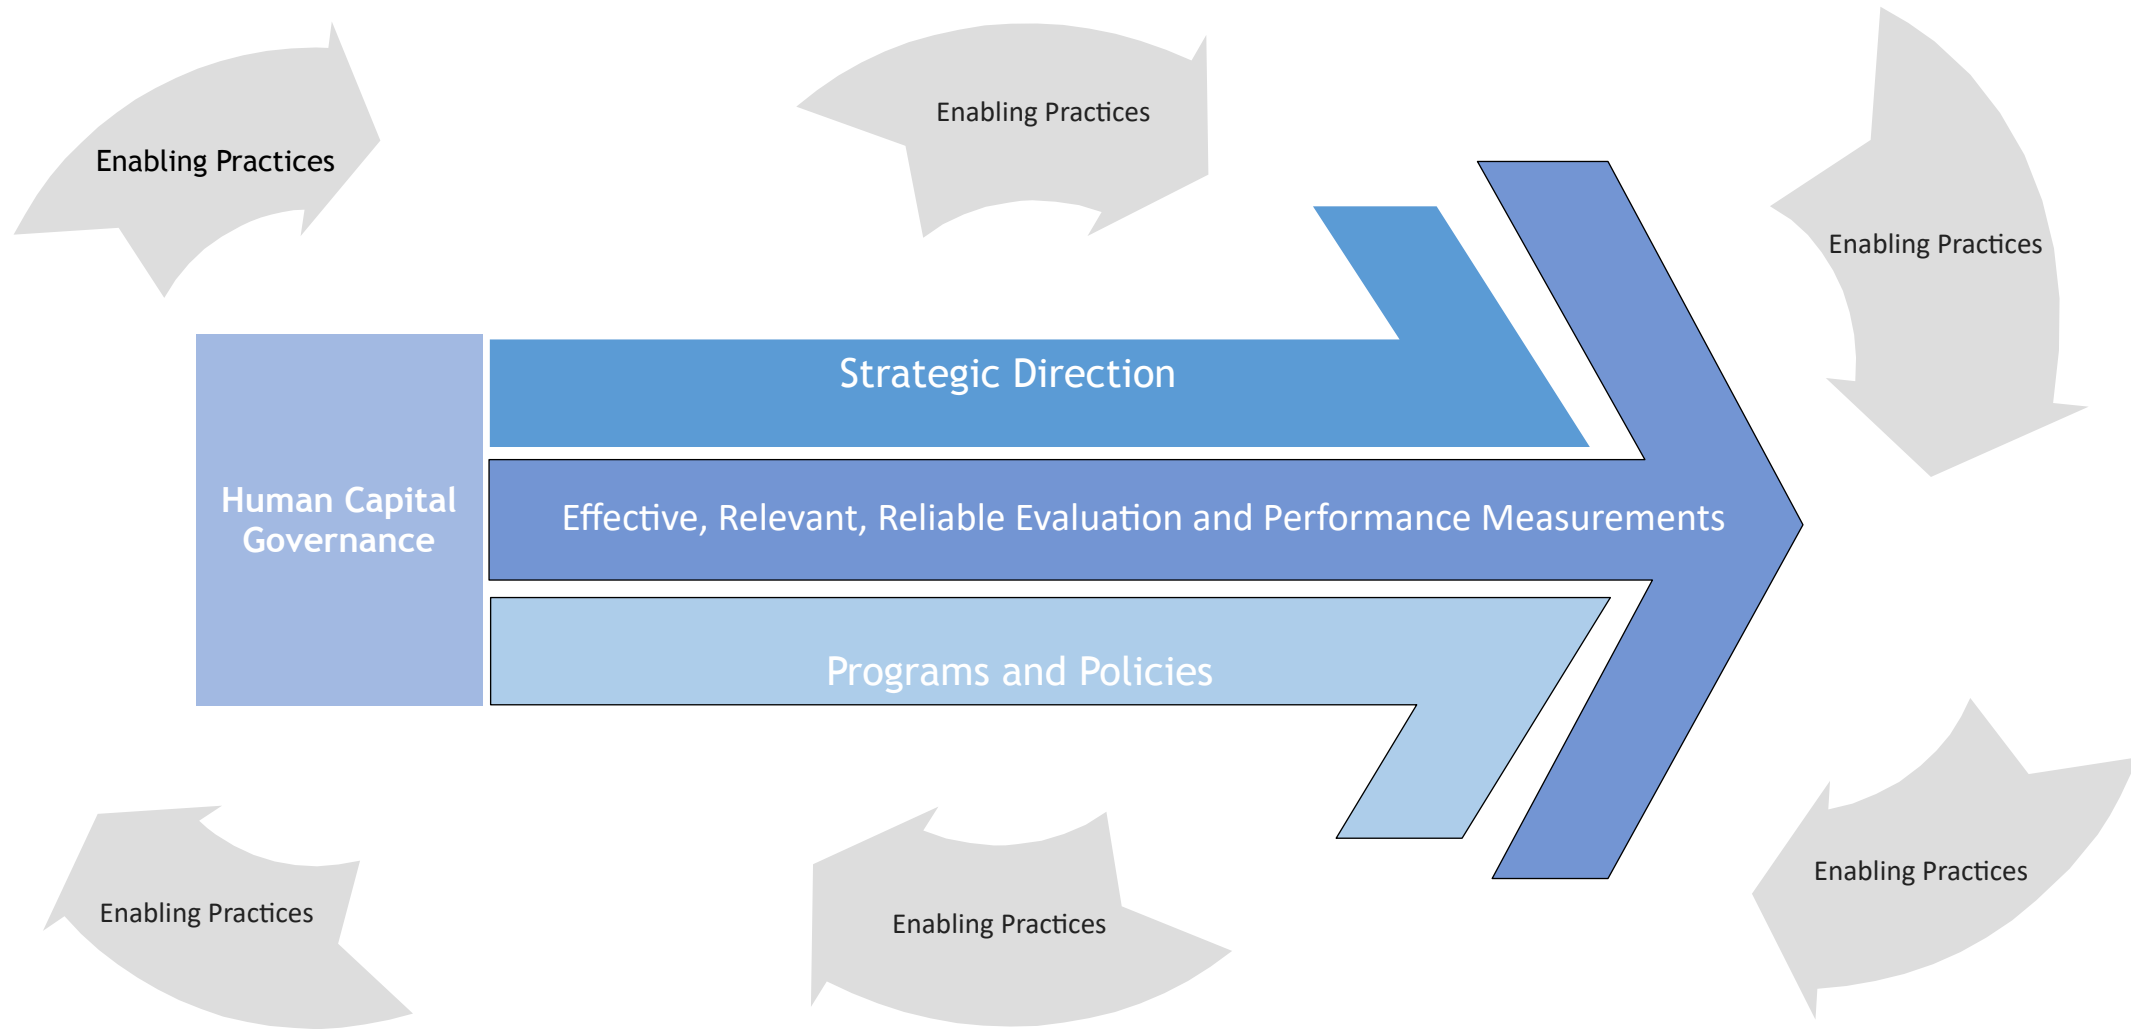 Enabling Practices
Enabling Practices
Enabling Practices
Strategic Direction
Human Capital
Governance
Effective, Relevant, Reliable Evaluation and Performance Measurements
Programs and Policies
Enabling Practices
Enabling Practices
Enabling Practices